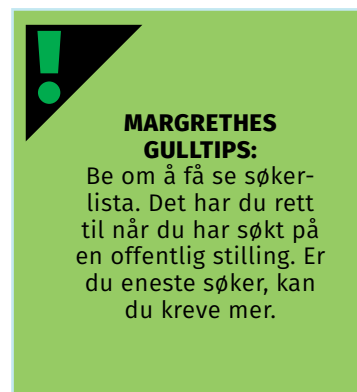 !
MARGRETHES
GULLTIPS:
Be om å få se søker-
lista. Det har du rett
til når du har søkt på
en offentlig stilling. Er
du eneste søker, kan
du kreve mer.